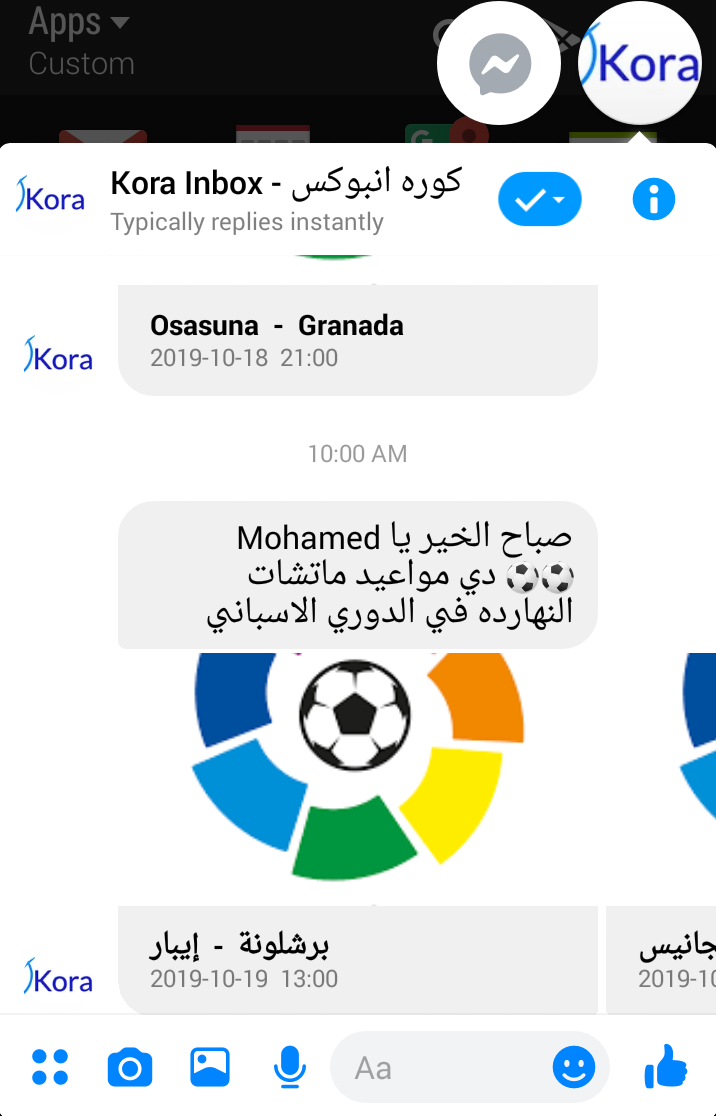 Apps
Custom
Kora
Kora
Kora Inbox - كوره انبوكس
Typically replies instantly
Osasuna - Granada
2019-10-18 21:00
Kora
10:00 AM
صباح الخير يا Mohamed
⚽⚽ دي مواعيد ماتشات
النهارده في الدوري الاسباني
برشلونة - إيبار
2019-10-19 13:00
جانيس
2019-10
Kora
Aa